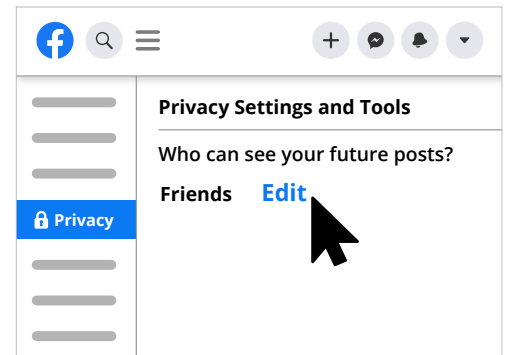 Privacy Settings and Tools
Who can see your future posts?
Friends Edit
Privacy